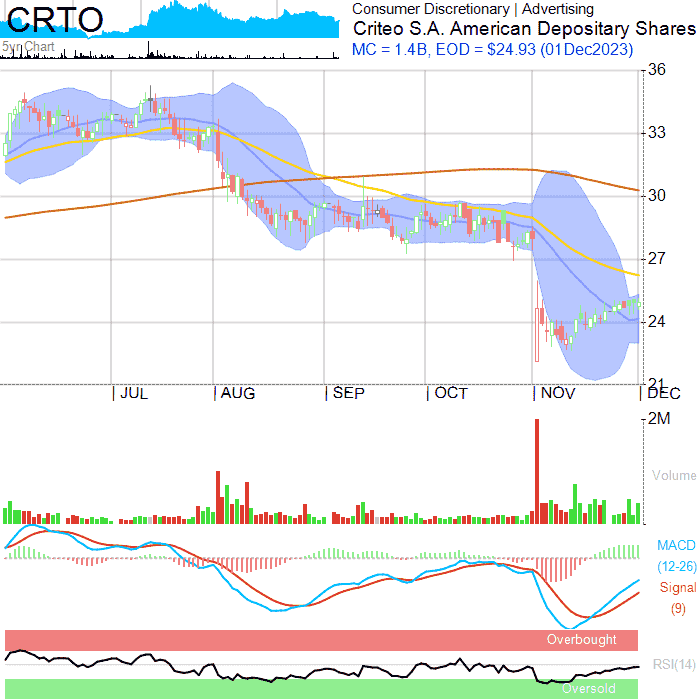 CRTO
5yr Chart
Consumer Discretionary | Advertising
Criteo S.A. American Depositary Shares
MC = 1.4B, EOD = $24.93 (01Dec2023)
36
33
30
27
24
21
JUL AUG SEP OCT NOV DEC
2M
Volume
MACD
(12-26)
Signal
(9)
Overbought
RSI(14)
Oversold